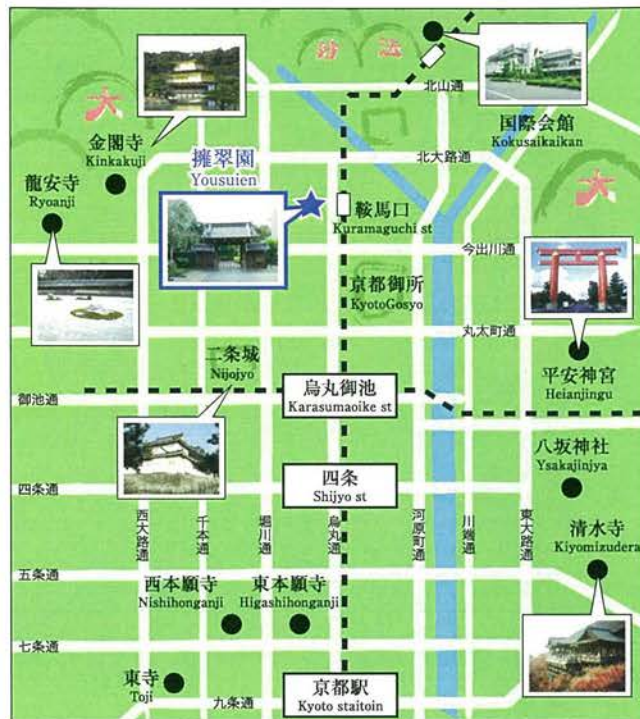 妙
法
北山通
国際会館
Kokusaikaikan
大
金閣寺
Kinkakuji
擁翠園
Yousuien
北大路通
大
龍安寺
Ryoanji
鞍馬口
Kuramaguchi st
今出川通
京都御所
KyotoGosyo
丸太町通
二条城
Nijojyo
平安神宮
Heianjingu
御池通
烏丸御池
Karasumaoike st
八坂神社
Ysakajinjya
四条通
四条
Shijyo st
西大路通
千本通
堀川通
烏丸通
河原町通
川端通
東大路通
清水寺
Kiyomizudera
五条通
西本願寺
Nishihonganji
東本願寺
Higashihonganji
七条通
東寺
Toji
九条通
京都駅
Kyoto staitoin